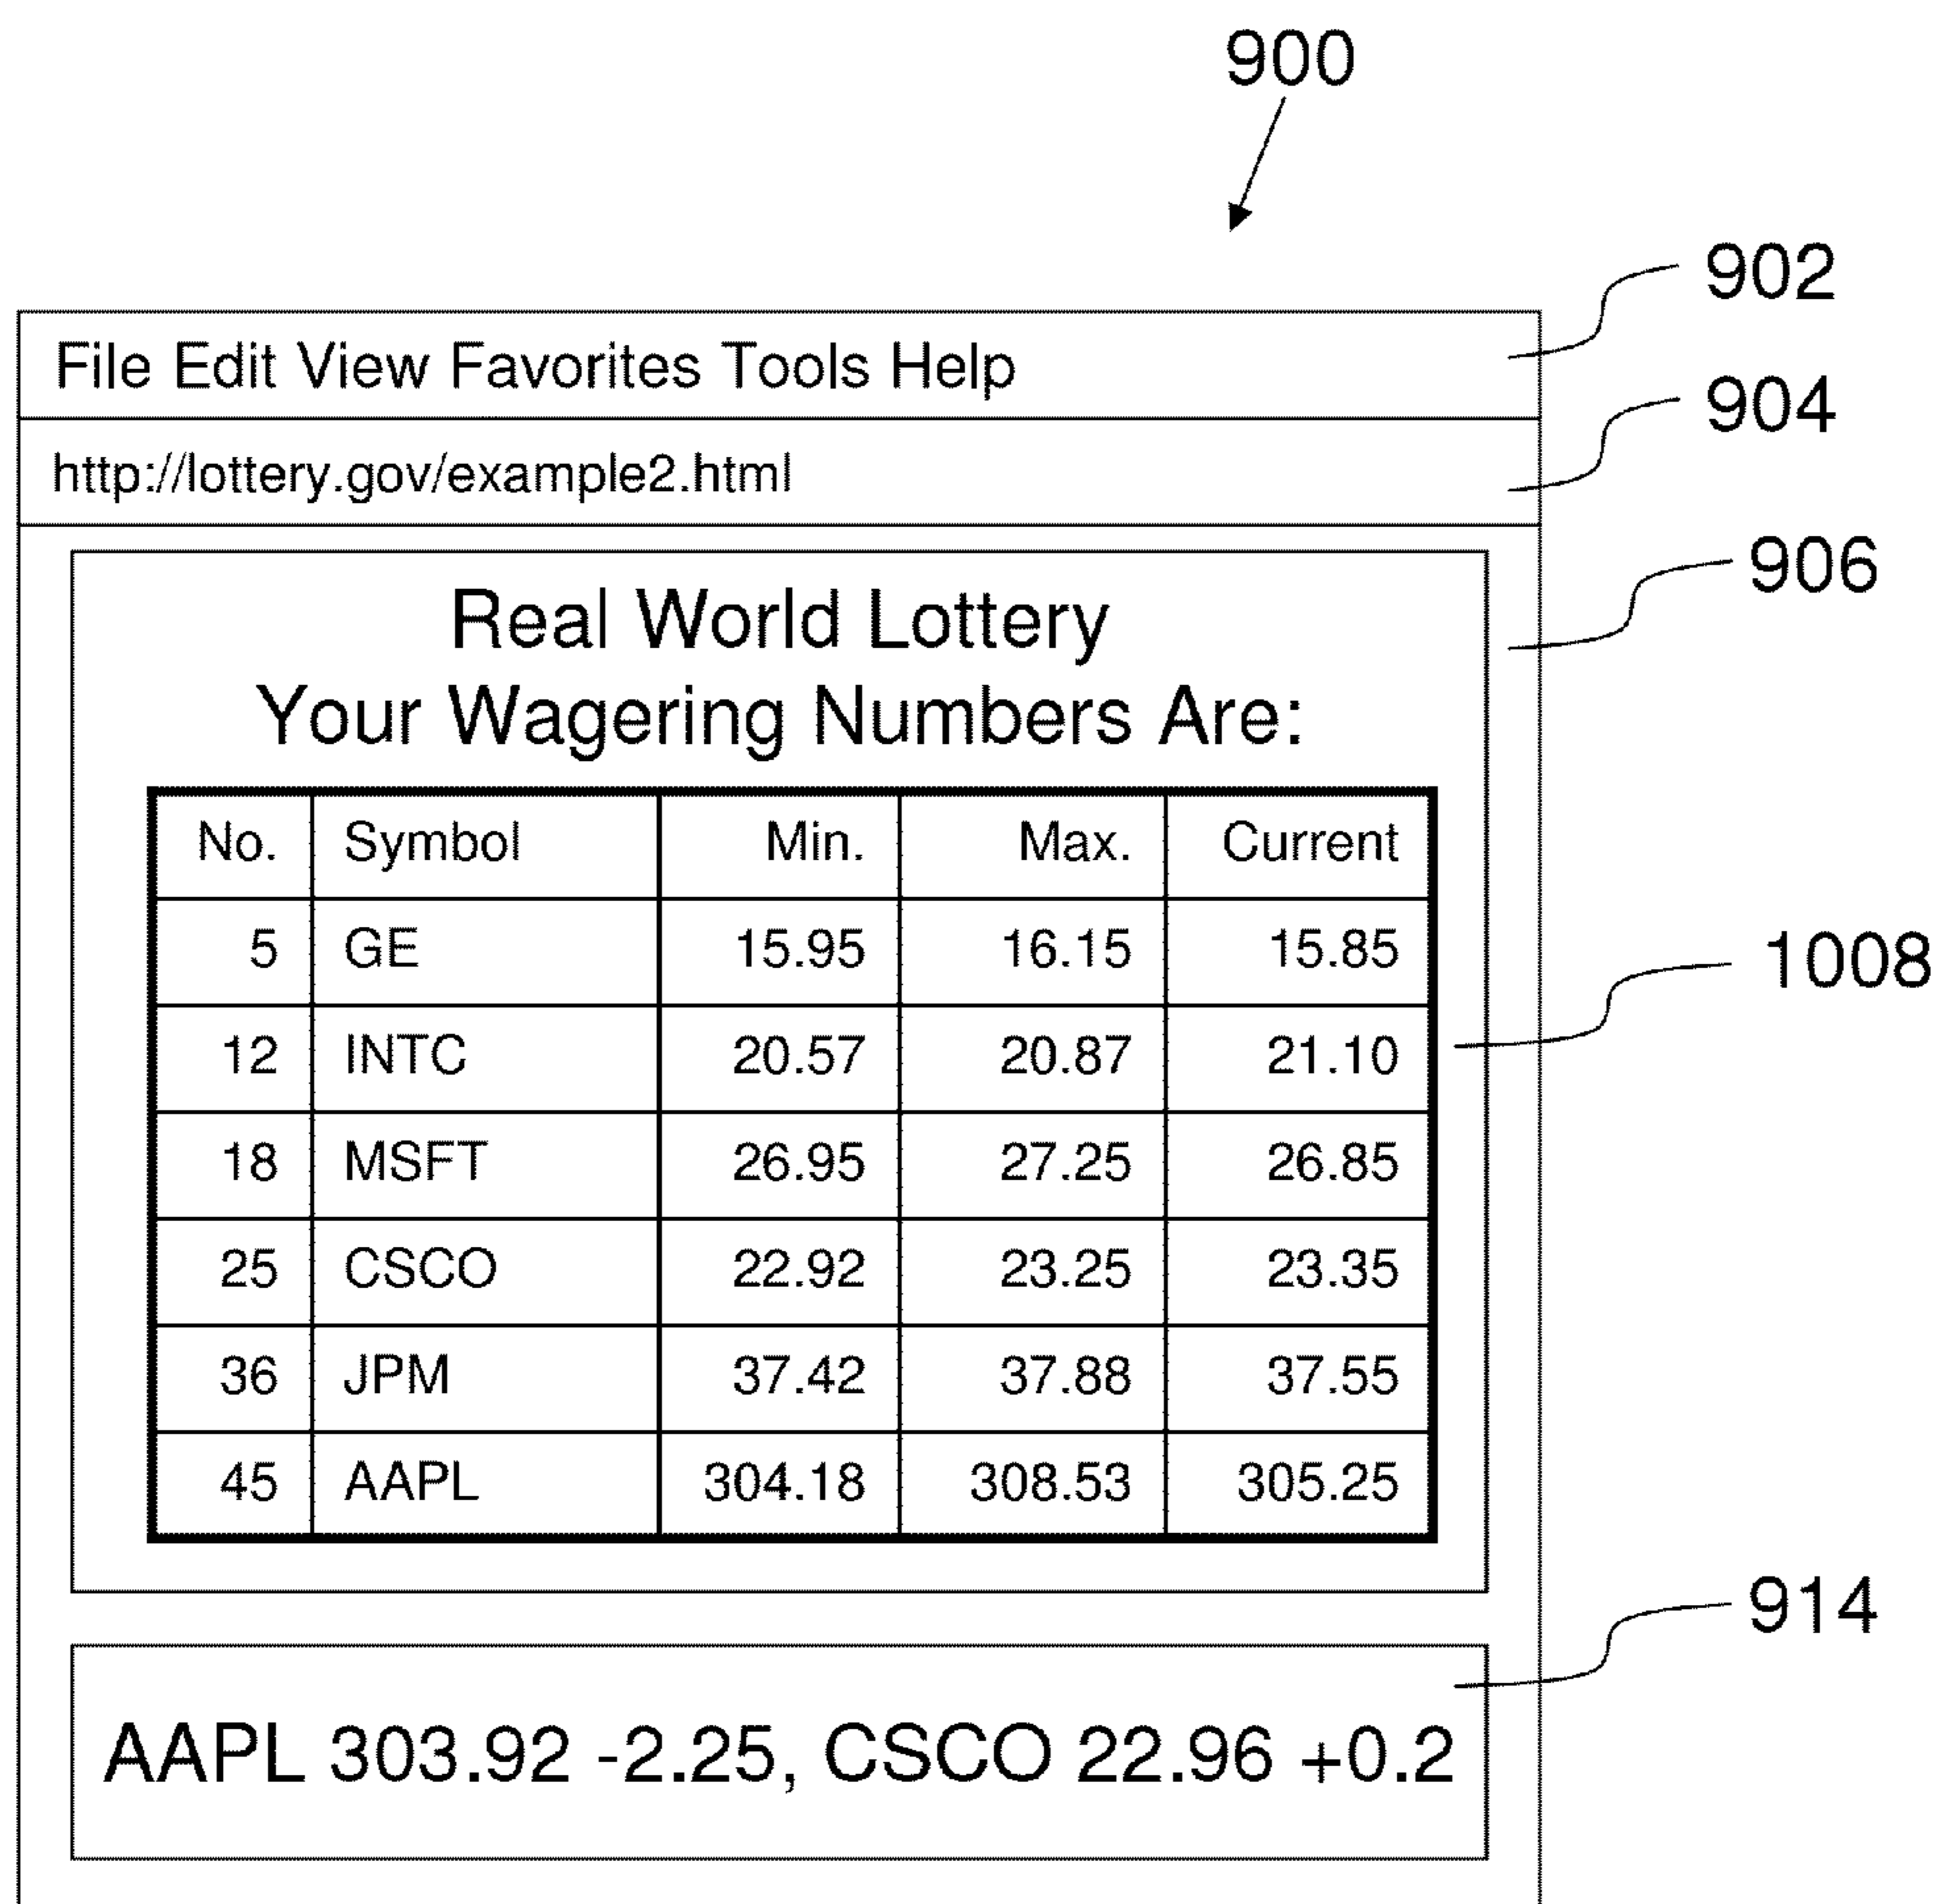 900
902
File Edit View Favorites Tools Help
904
http://lottery.gov/example2.html
906
Real World Lottery
Your Wagering Numbers Are:
No. Symbol Min. Max. Current
5 GE 15.95 16.15 15.85
1008
12 INTC 20.57 20.87 21.10
18 MSFT 26.95 27.25 26.85
25 CSCO 22.92 23.25 23.35
36 JPM 37.42 37.88 37.55
45 AAPL 304.18 308.53 305.25
914
AAPL 303.92 -2.25, CSCO 22.96 +0.2